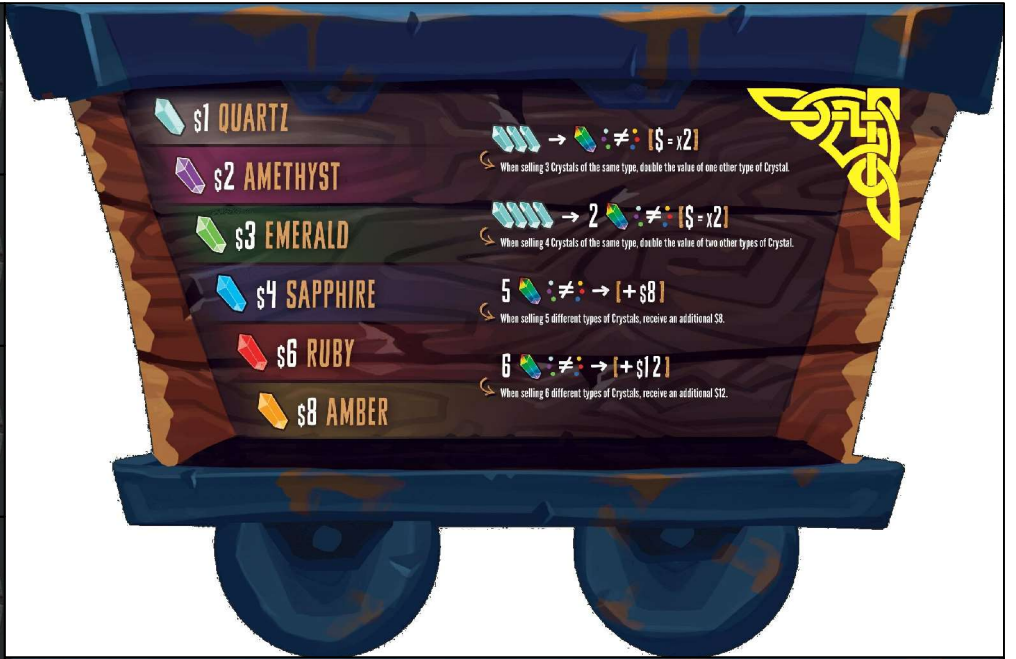 $1 QUARTZ
$2 AMETHYST
$3 EMERALD
$4 SAPPHIRE
$6 RUBY
$8 AMBER
→ ≠ [$ = x2]
When selling 3 Crystals of the same type, double the value of one other type of Crystal.
→ 2 ≠ [$ = x2]
When selling 4 Crystals of the same type, double the value of two other types of Crystal.
5 ≠ → [+$8]
When selling 5 different types of Crystals, receive an additional $8.
6 ≠ → [+$12]
When selling 6 different types of Crystals, receive an additional $12.